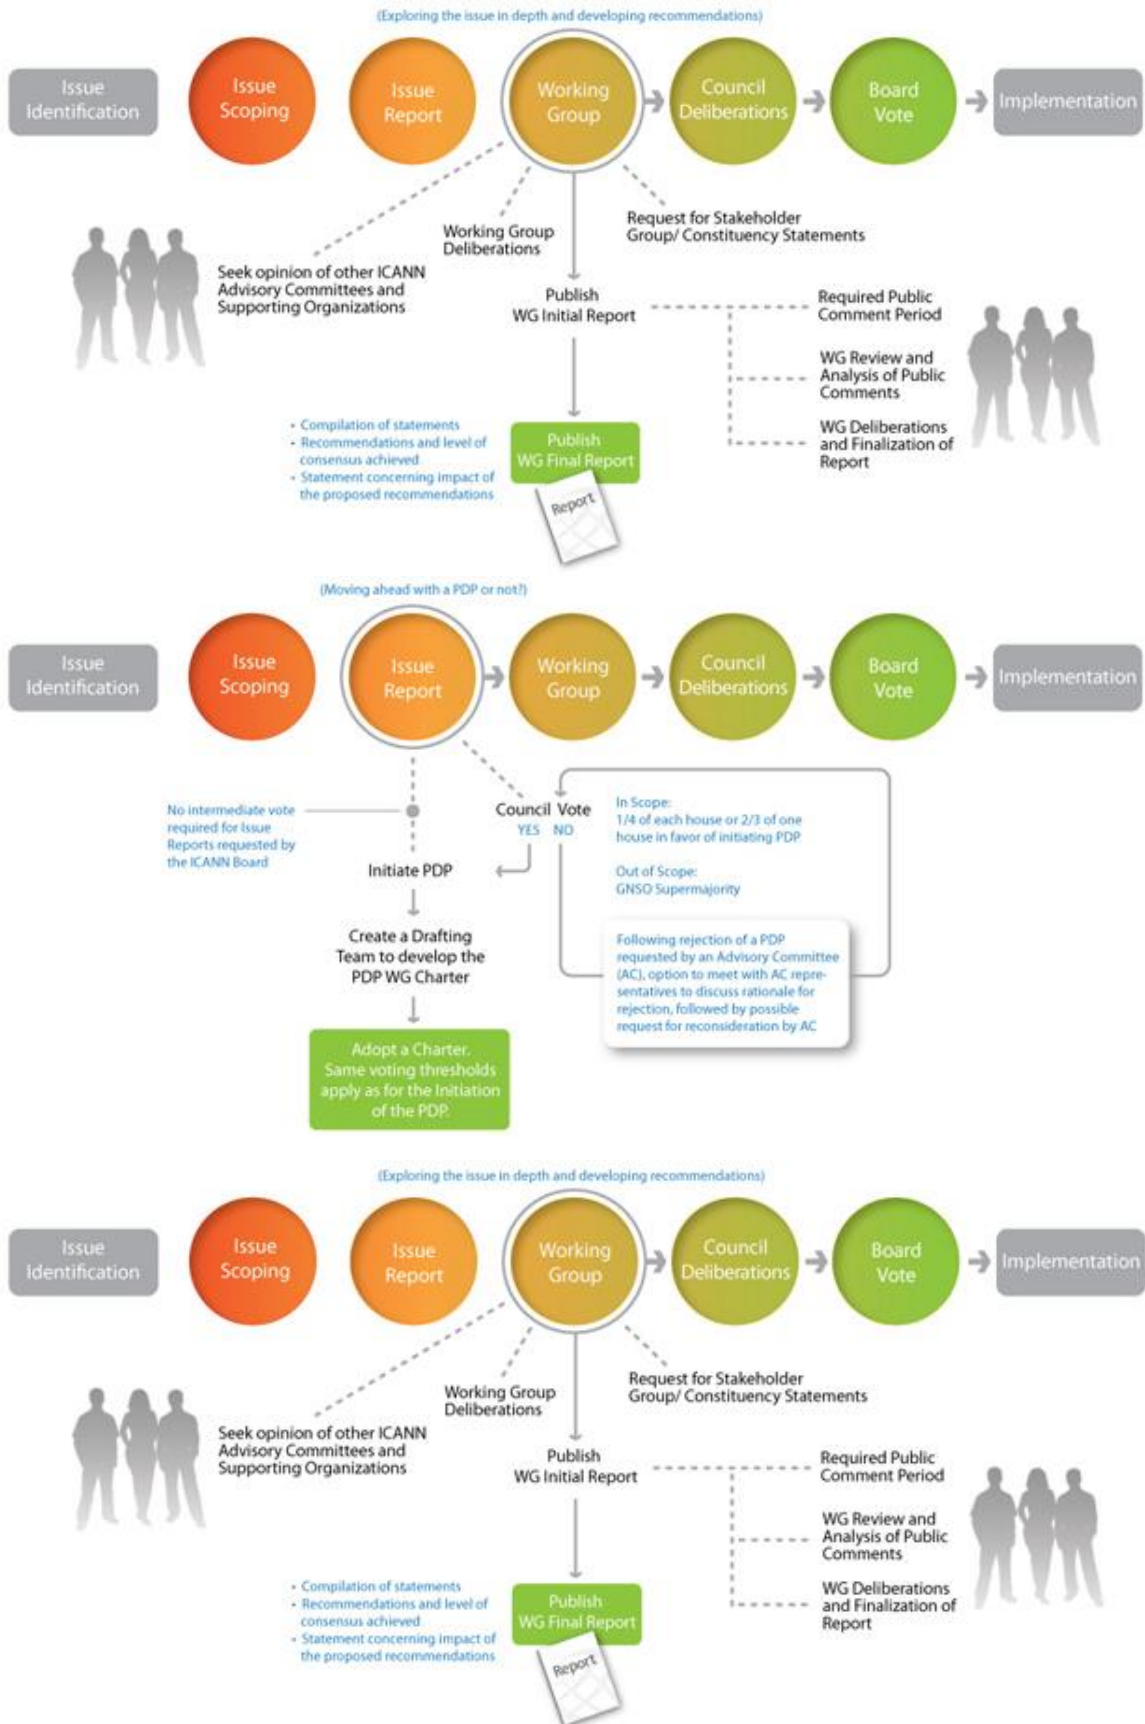 (Exploring the issue in depth and developing recommendations)
Issue
Identification
Issue
Scoping
Issue
Report
Working
Group
Council
Deliberations
Board
Vote
Implementation
Seek opinion of other ICANN
Advisory Committees and
Supporting Organizations
Working Group
Deliberations
Request for Stakeholder
Group/ Constituency Statements
Publish
WG Initial Report
Required Public
Comment Period
WG Review and
Analysis of Public
Comments
WG Deliberations
and Finalization of
Report
• Compilation of statements
• Recommendations and level of
consensus achieved
• Statement concerning impact of
the proposed recommendations
Publish
WG Final Report
Report
(Moving ahead with a PDP or not?)
Issue
Identification
Issue
Scoping
Issue
Report
Working
Group
Council
Deliberations
Board
Vote
Implementation
No intermediate vote
required for Issue
Reports requested by
the ICANN Board
Council Vote
YES NO
In Scope:
1/4 of each house or 2/3 of one
house in favor of initiating PDP
Out of Scope:
GNSO Supermajority
Initiate PDP
Create a Drafting
Team to develop the
PDP WG Charter
Following rejection of a PDP
requested by an Advisory Committee
(AC), option to meet with AC repre-
sentatives to discuss rationale for
rejection, followed by possible
request for reconsideration by AC
Adopt a Charter.
Same voting thresholds
apply as for the Initiation
of the PDP.
(Exploring the issue in depth and developing recommendations)
Issue
Identification
Issue
Scoping
Issue
Report
Working
Group
Council
Deliberations
Board
Vote
Implementation
Seek opinion of other ICANN
Advisory Committees and
Supporting Organizations
Working Group
Deliberations
Request for Stakeholder
Group/ Constituency Statements
Publish
WG Initial Report
Required Public
Comment Period
WG Review and
Analysis of Public
Comments
WG Deliberations
and Finalization of
Report
• Compilation of statements
• Recommendations and level of
consensus achieved
• Statement concerning impact of
the proposed recommendations
Publish
WG Final Report
Report